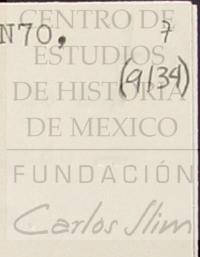 CENTRO DE
N70, 7
ESTUDIOS
(9134)
DE HISTORIA
DE MEXICO
FUNDACIÓN
Carlos Slim